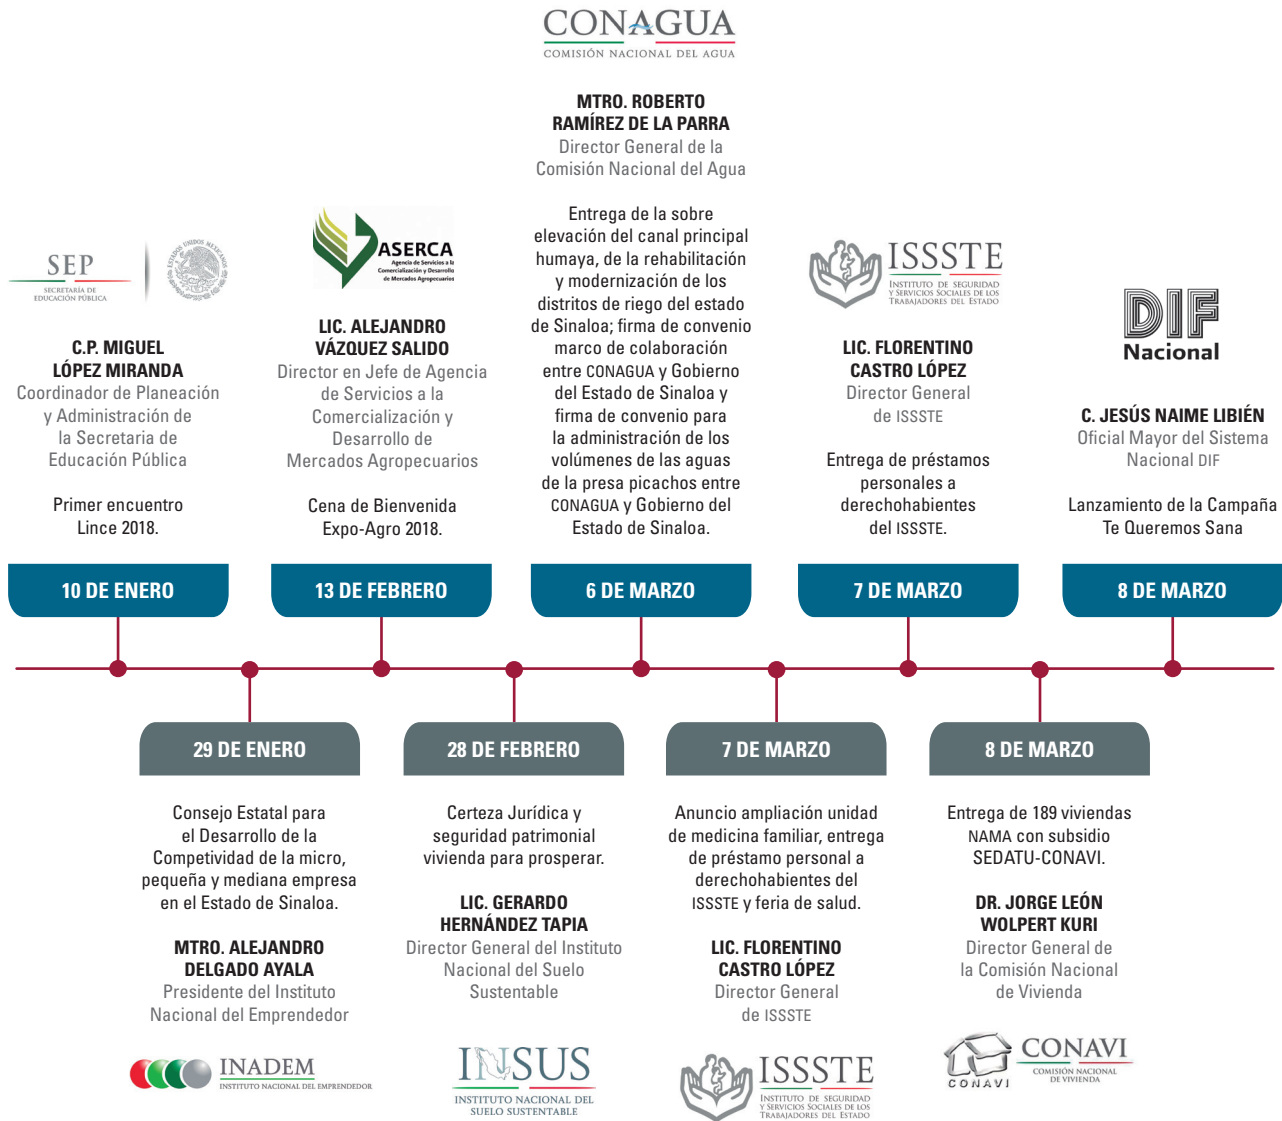 CONAGUA
COMISIÓN NACIONAL DEL AGUA
MTRO. ROBERTO
RAMÍREZ DE LA PARRA
Director General de la
Comisión Nacional del Agua
Entrega de la sobre
elevación del canal principal
humaya, de la rehabilitación
y modernización de los
distritos de riego del estado
de Sinaloa; firma de convenio
marco de colaboración
entre CONAGUA y Gobierno
del Estado de Sinaloa y
firma de convenio para
la administración de los
volúmenes de las aguas
de la presa picachos entre
CONAGUA y Gobierno del
Estado de Sinaloa.
6 DE MARZO
SEP
SECRETARÍA DE
EDUCACIÓN PÚBLICA
ESTADOS UNIDOS MEXICANOS
C.P. MIGUEL
LÓPEZ MIRANDA
Coordinador de Planeación
y Administración de
la Secretaria de
Educación Pública
Primer encuentro
Lince 2018.
10 DE ENERO
ASERCA
Agencia de Servicios a la
Comercialización y Desarrollo
de Mercados Agropecuarios
LIC. ALEJANDRO
VÁZQUEZ SALIDO
Director en Jefe de Agencia
de Servicios a la
Comercialización y
Desarrollo de
Mercados Agropecuarios
Cena de Bienvenida
Expo-Agro 2018.
13 DE FEBRERO
ISSSTE
INSTITUTO DE SEGURIDAD
Y SERVICIOS SOCIALES DE LOS
TRABAJADORES DEL ESTADO
LIC. FLORENTINO
CASTRO LÓPEZ
Director General
de ISSSTE
Entrega de préstamos
personales a
derechohabientes
del ISSSTE.
7 DE MARZO
DIF
Nacional
C. JESÚS NAIME LIBIÉN
Oficial Mayor del Sistema
Nacional DIF
Lanzamiento de la Campaña
Te Queremos Sana
8 DE MARZO
29 DE ENERO
Consejo Estatal para
el Desarrollo de la
Competividad de la micro,
pequeña y mediana empresa
en el Estado de Sinaloa.
MTRO. ALEJANDRO
DELGADO AYALA
Presidente del Instituto
Nacional del Emprendedor
INADEM
INSTITUTO NACIONAL DEL EMPRENDEDOR
28 DE FEBRERO
Certeza Jurídica y
seguridad patrimonial
vivienda para prosperar.
LIC. GERARDO
HERNÁNDEZ TAPIA
Director General del Instituto
Nacional del Suelo
Sustentable
INSUS
INSTITUTO NACIONAL DEL
SUELO SUSTENTABLE
7 DE MARZO
Anuncio ampliación unidad
de medicina familiar, entrega
de préstamo personal a
derechohabientes del
ISSSTE y feria de salud.
LIC. FLORENTINO
CASTRO LÓPEZ
Director General
de ISSSTE
ISSSTE
INSTITUTO DE SEGURIDAD
Y SERVICIOS SOCIALES DE LOS
TRABAJADORES DEL ESTADO
8 DE MARZO
Entrega de 189 viviendas
NAMA con subsidio
SEDATU-CONAVI.
DR. JORGE LEÓN
WOLPERT KURI
Director General de
la Comisión Nacional
de Vivienda
CONAVI
CONAVI
COMISIÓN NACIONAL
DE VIVIENDA